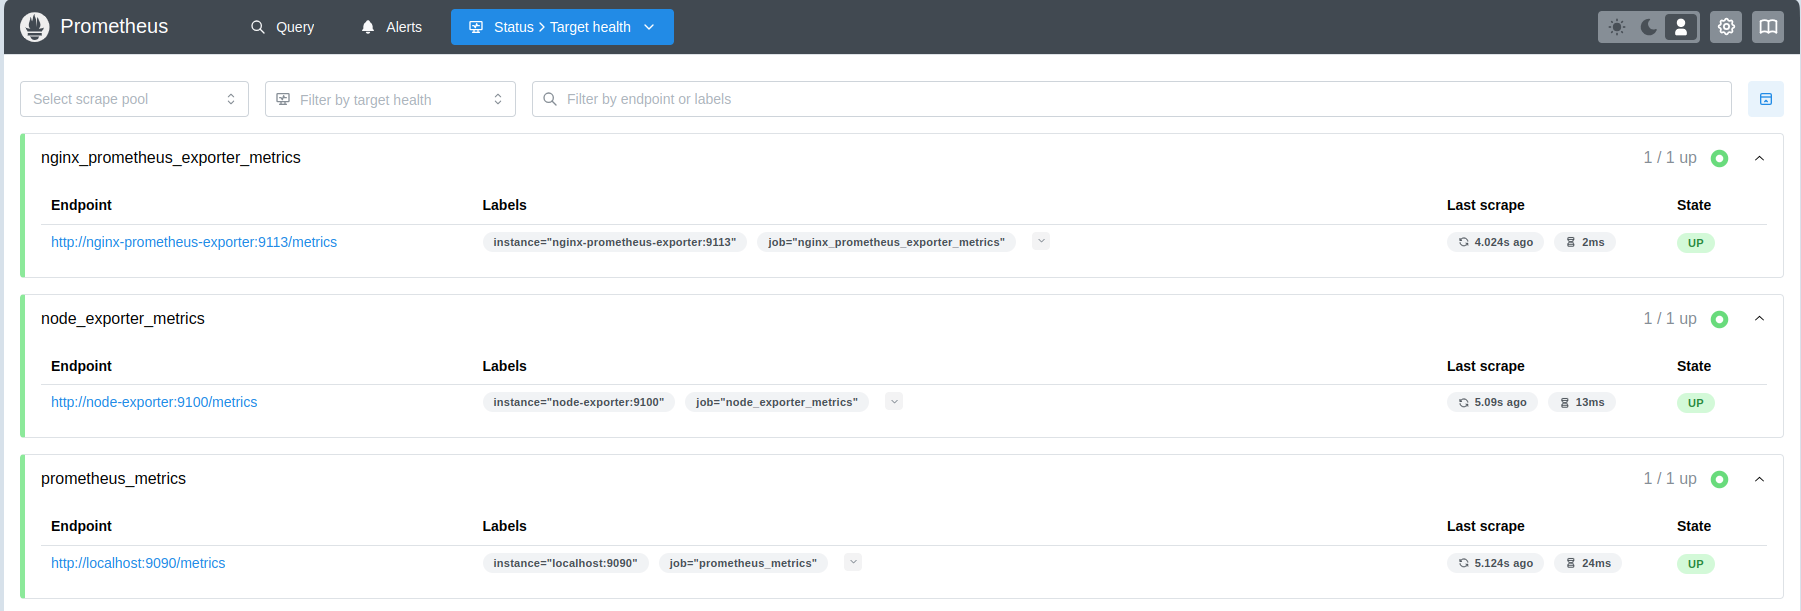 Prometheus Query Alerts Status > Target health
Select scrape pool Filter by target health Filter by endpoint or labels
nginx_prometheus_exporter_metrics 1 / 1 up
Endpoint Labels Last scrape State
http://nginx-prometheus-exporter:9113/metrics instance="nginx-prometheus-exporter:9113" job="nginx_prometheus_exporter_metrics" 4.024s ago 2ms UP
node_exporter_metrics 1 / 1 up
Endpoint Labels Last scrape State
http://node-exporter:9100/metrics instance="node-exporter:9100" job="node_exporter_metrics" 5.09s ago 13ms UP
prometheus_metrics 1 / 1 up
Endpoint Labels Last scrape State
http://localhost:9090/metrics instance="localhost:9090" job="prometheus_metrics" 5.124s ago 24ms UP